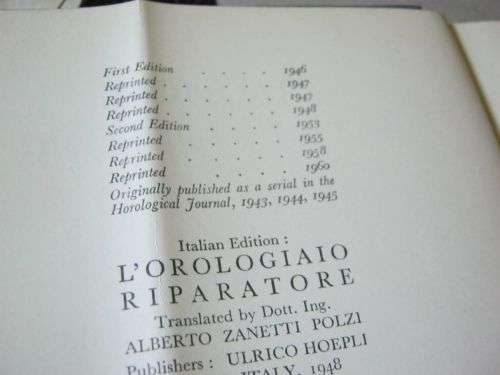 First Edition . . . . 1946
Reprinted . . . . . 1947
Reprinted . . . . . 1947
Reprinted . . . . . 1948
Second Edition . . . . 1953
Reprinted . . . . 1955
Reprinted . . . . 1958
Reprinted . . . . 1960
Originally published as a serial in the
Horological Journal, 1943, 1944, 1945
Italian Edition :
L'OROLOGIAIO
RIPARATORE
Translated by Dott. Ing.
ALBERTO ZANETTI POLZI
Publishers : ULRICO HOEPLI
ITALY, 1948